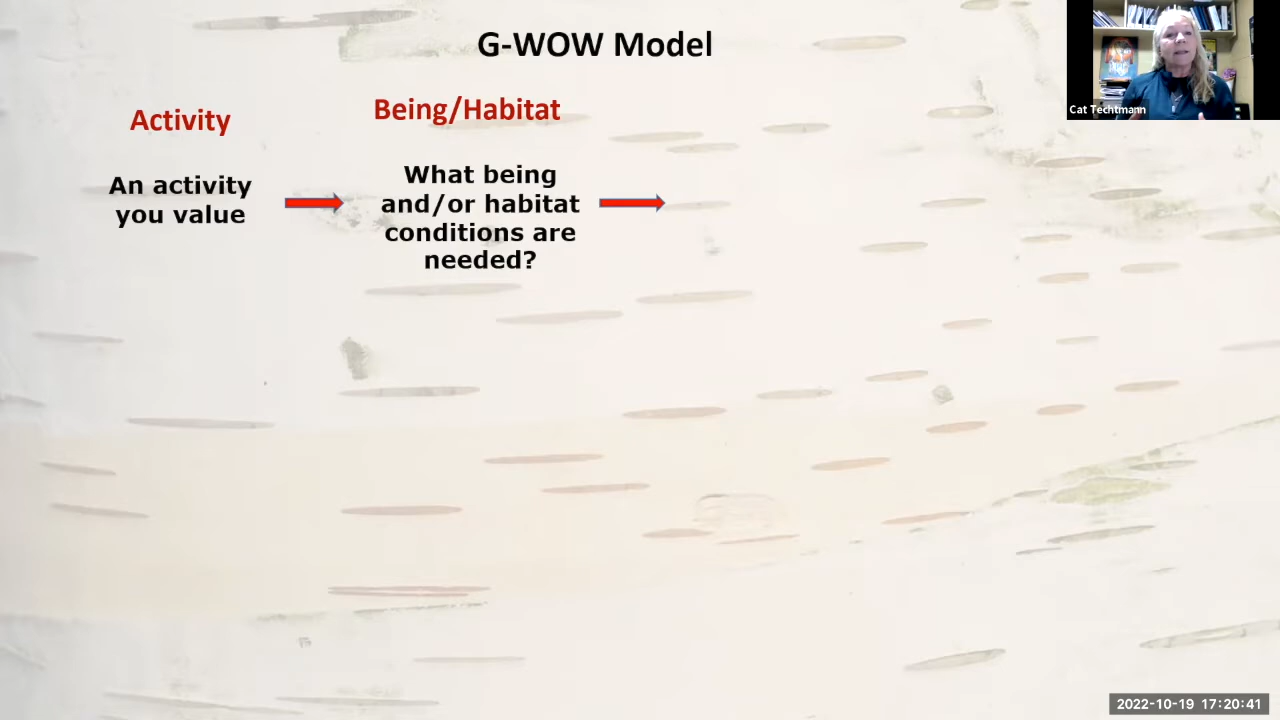 G-WOW Model
Activity
Being/Habitat
An activity
you value
What being
and/or habitat
conditions are
needed?
Cat Techtmann
2022-10-19 17:20:41